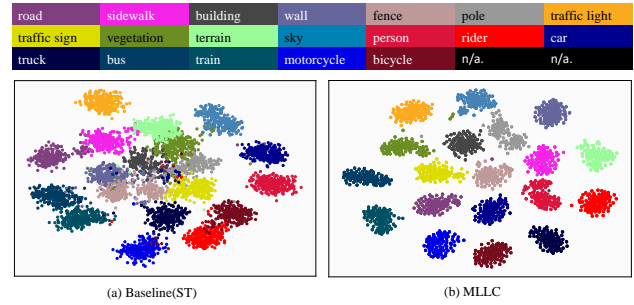 road sidewalk building wall fence pole traffic light
traffic sign vegetation terrain sky person rider car
truck bus train motorcycle bicycle n/a. n/a.
(a) Baseline(ST) (b) MLLC